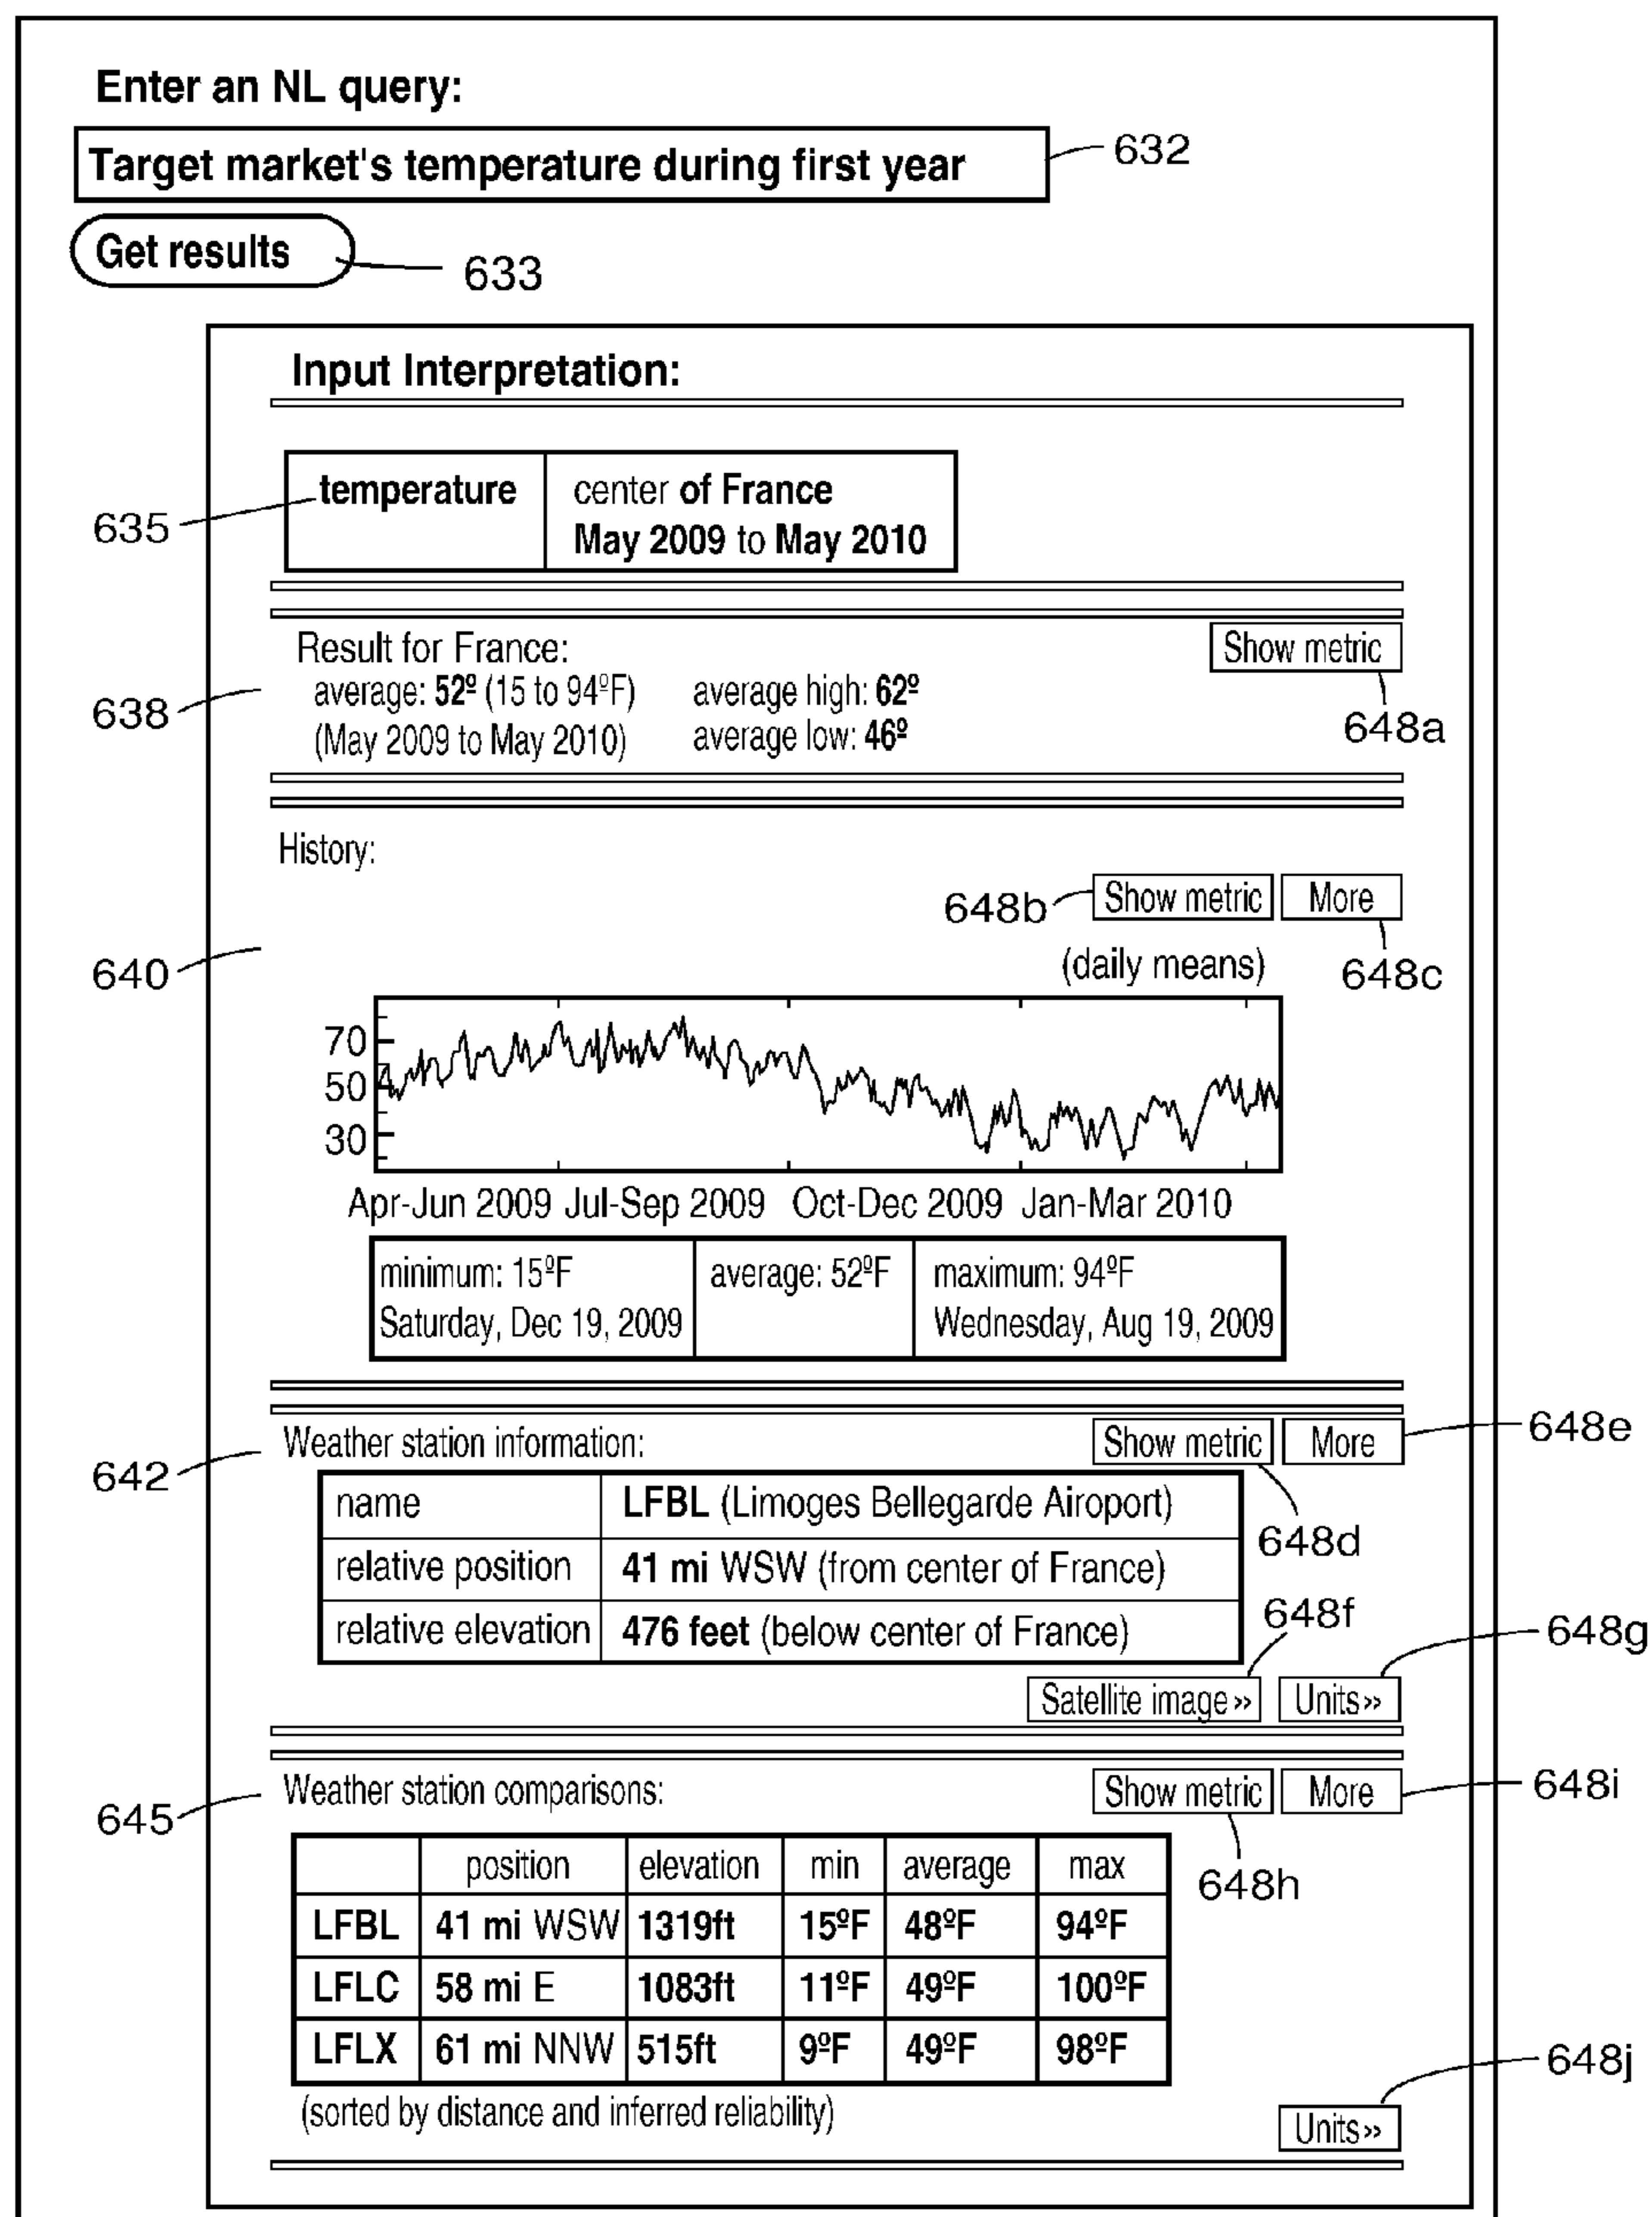 Enter an NL query:
Target market's temperature during first year
632
Get results
633
Input Interpretation:
temperature
center of France
May 2009 to May 2010
635
Result for France:
Show metric
average: 52º (15 to 94ºF)
average high: 62º
638
(May 2009 to May 2010)
average low: 46º
648a
History:
648b
Show metric
More
640
(daily means)
648c
70
50
30
Apr-Jun 2009 Jul-Sep 2009 Oct-Dec 2009 Jan-Mar 2010
minimum: 15ºF
Saturday, Dec 19, 2009
average: 52ºF
maximum: 94ºF
Wednesday, Aug 19, 2009
Weather station information:
Show metric
More
648e
642
name
LFBL (Limoges Bellegarde Airoport)
648d
relative position
41 mi WSW (from center of France)
648f
relative elevation
476 feet (below center of France)
648g
Satellite image »
Units »
Weather station comparisons:
Show metric
More
648i
645
position elevation min average max
648h
LFBL 41 mi WSW 1319ft 15ºF 48ºF 94ºF
LFLC 58 mi E 1083ft 11ºF 49ºF 100ºF
LFLX 61 mi NNW 515ft 9ºF 49ºF 98ºF
648j
(sorted by distance and inferred reliability)
Units »